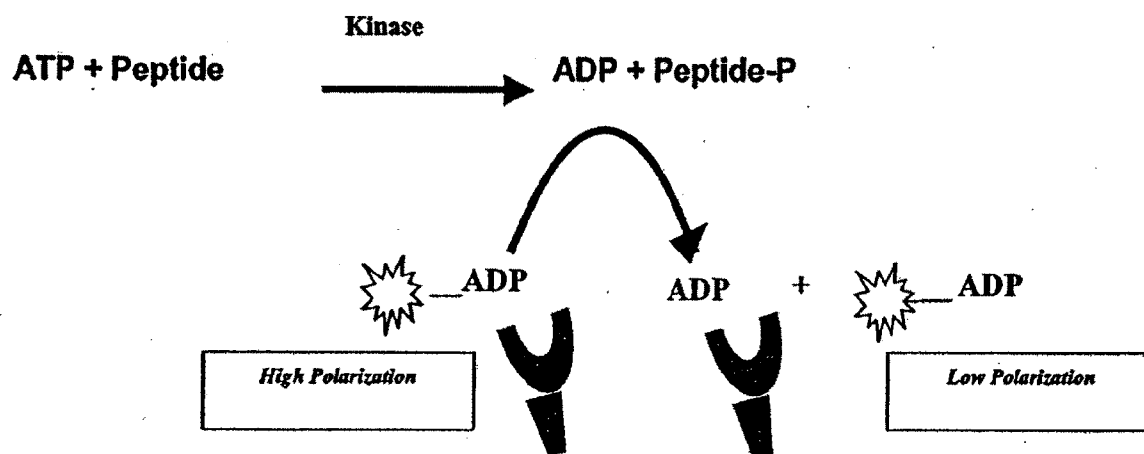 Kinase
ATP + Peptide
ADP + Peptide-P
ADP
ADP + ADP
High Polarization
Low Polarization